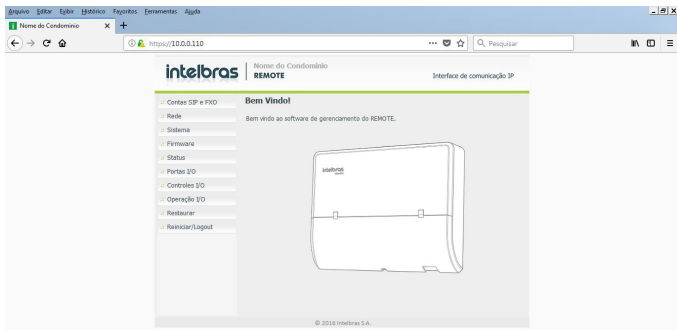 Arquivo Editar Exibir Histórico Favoritos Ferramentas Ajuda
Nome do Condominio
https://10.0.0.110
Pesquisar
intelbras
Nome do Condomínio
REMOTE
Interface de comunicação IP
Contas SIP e FXO
Rede
Sistema
Firmware
Status
Portas I/O
Controles I/O
Operação I/O
Restaurar
Reiniciar/Logout
Bem Vindo!
Bem vindo ao software de gerenciamento do REMOTE.
intelbras
© 2016 Intelbras S.A.